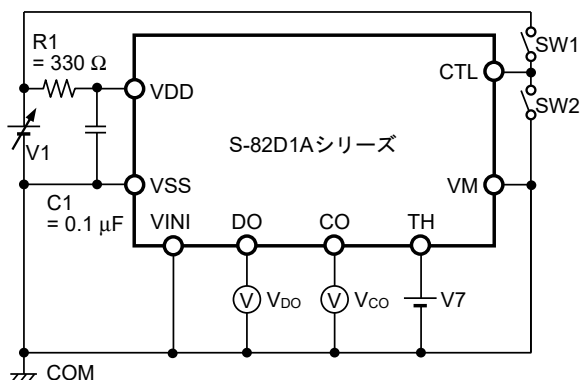 R1
= 330 Ω
SW1
CTL
VDD
SW2
S-82D1Aシリーズ
V1
VSS
VM
C1
= 0.1 μF
VINI
DO
CO
TH
V
VDO
V
VCO
V7
COM